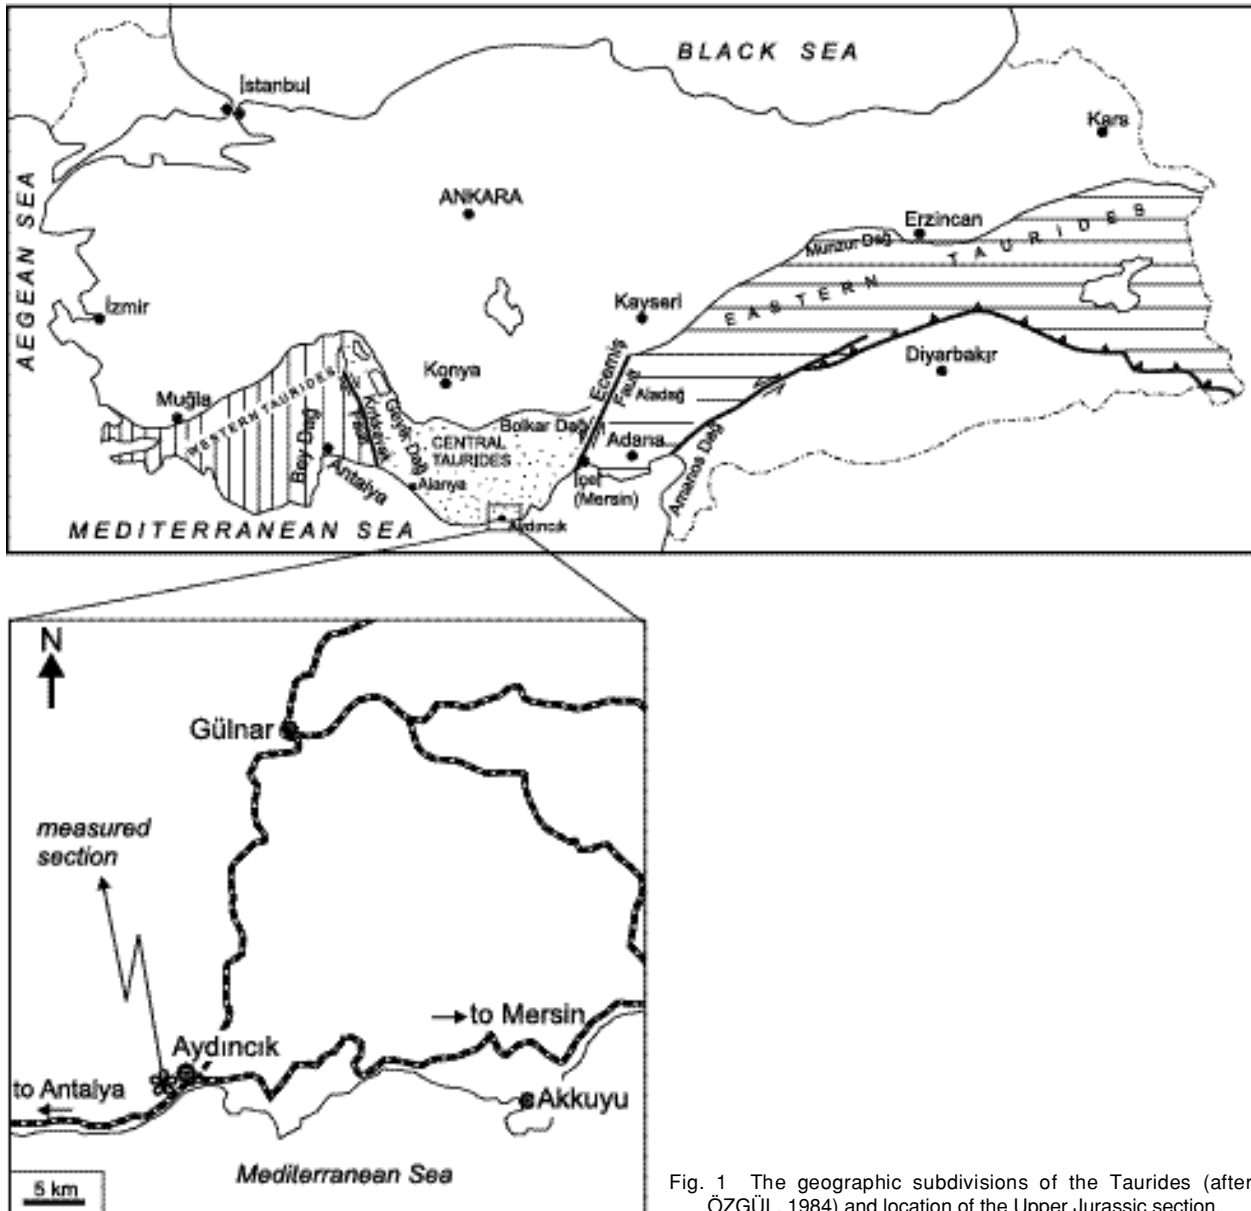 BLACK SEA
İstanbul
Kars
AEGEAN SEA
ANKARA
Erzincan
Munzur Dağ
EASTERN TAURIDES
İzmir
Kayseri
Diyarbakır
Konya
Ecemiş
Fault
Aladağ
Muğla
WESTERN TAURIDES
Bey Dağ
Kırkkavak
Fault
Geyik Dağ
Bolkar Dağ
CENTRAL
TAURIDES
Adana
Amanos Dağ
Antalya
Alanya
İçel
(Mersin)
Aydıncık
MEDITERRANEAN SEA
N
Gülnar
measured
section
to Mersin
Aydıncık
to Antalya
Akkuyu
Mediterranean Sea
5 km
Fig. 1 The geographic subdivisions of the Taurides (after
ÖZGÜL, 1984) and location of the Upper Jurassic section.